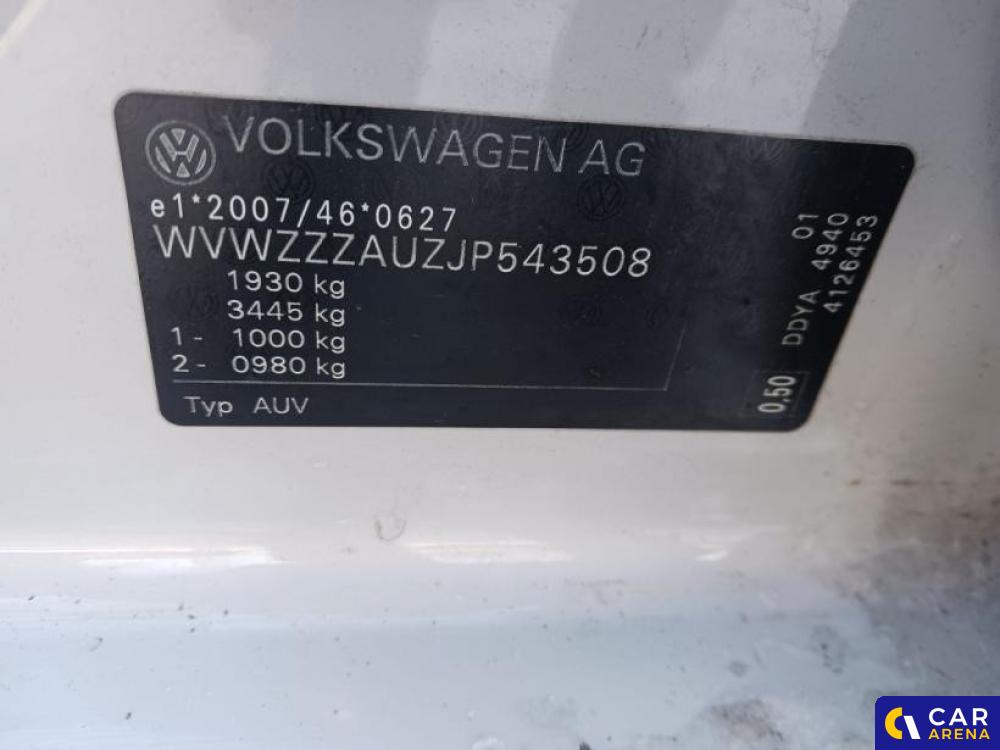 VOLKSWAGEN AG
e1*2007/46*0627
WVWZZZAUZJP543508
1930 kg
3445 kg
1 - 1000 kg
2 - 0980 kg
Typ AUV
01
DDYA 4940
4126453
0,50
CAR
ARENA